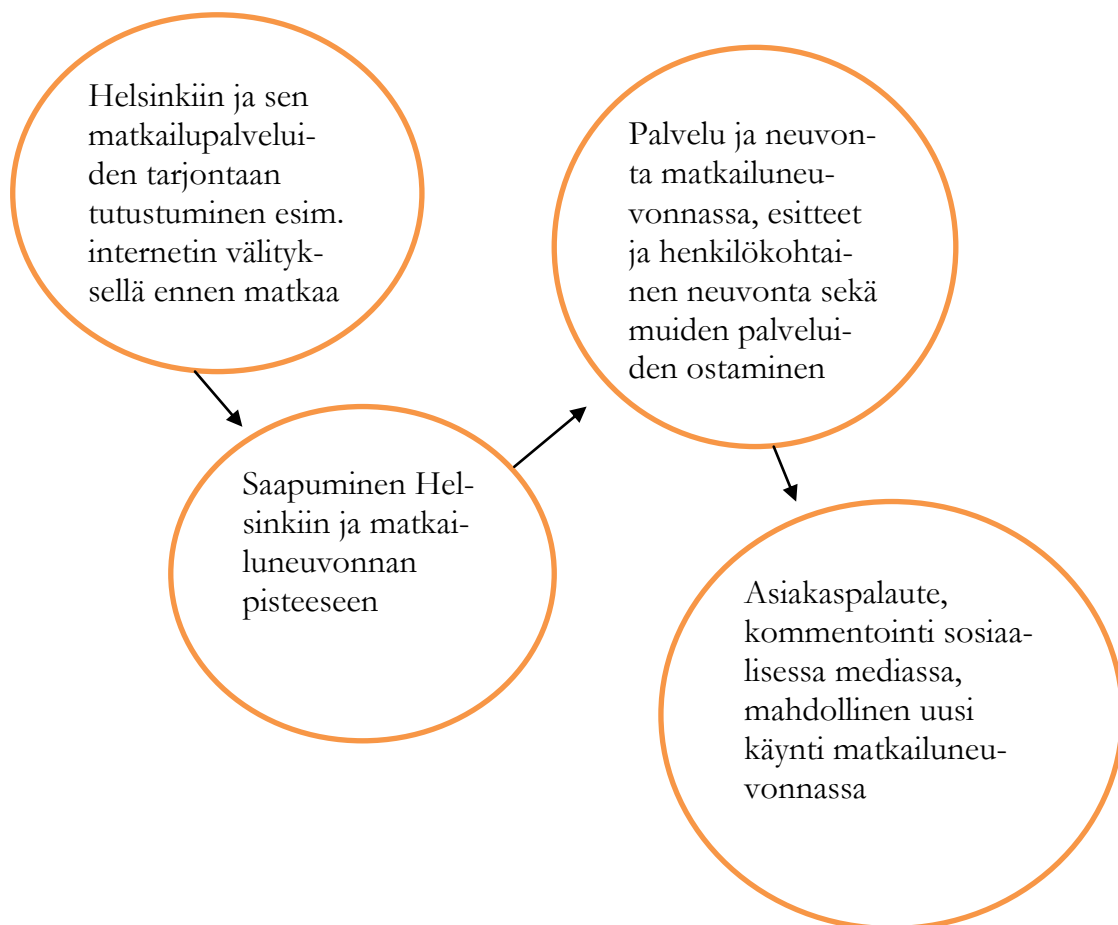 Helsinkiin ja sen
matkailupalvelui-
den tarjontaan
tutustuminen esim.
internetin välityk-
sellä ennen matkaa
Saapuminen Hel-
sinkiin ja matkai-
luneuvonnan
pisteeseen
Palvelu ja neuvon-
ta matkailuneu-
vonnassa, esitteet
ja henkilökohtai-
nen neuvonta sekä
muiden palvelui-
den ostaminen
Asiakaspalaute,
kommentointi sosiaa-
lisessa mediassa,
mahdollinen uusi
käynti matkailuneu-
vonnassa